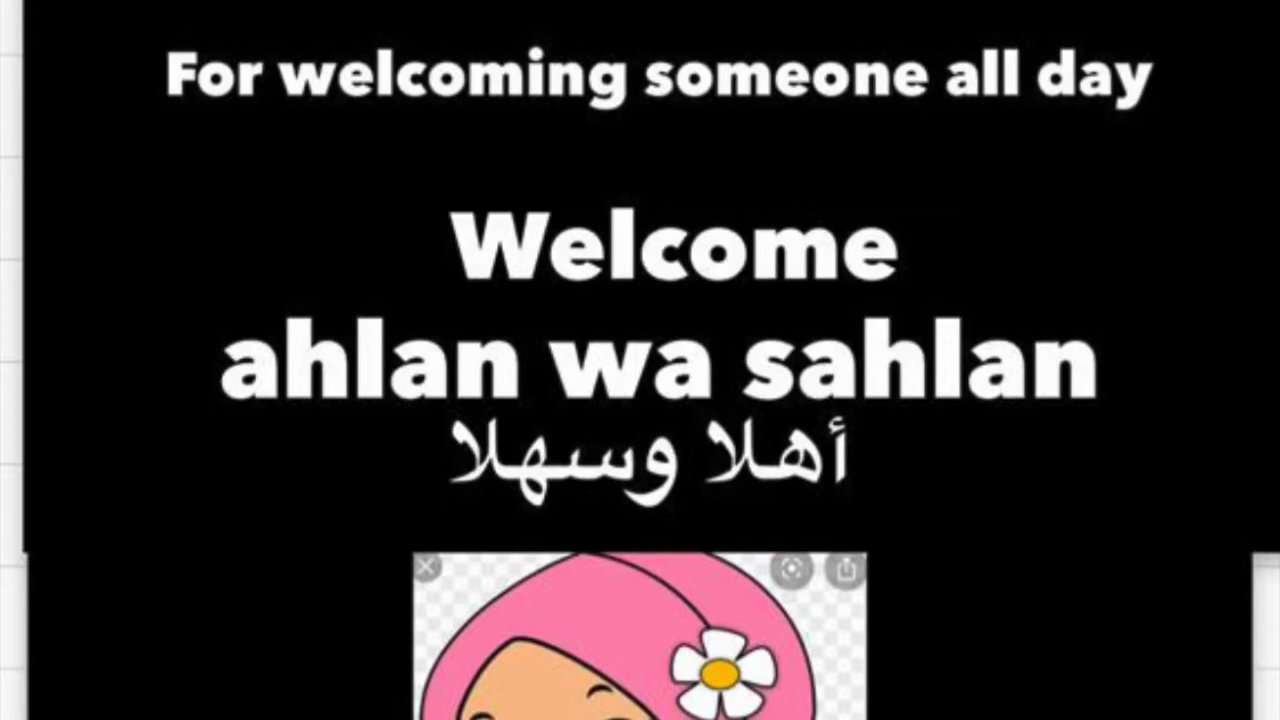 For welcoming someone all day
Welcome
ahlan wa sahlan
أهلا وسهلا